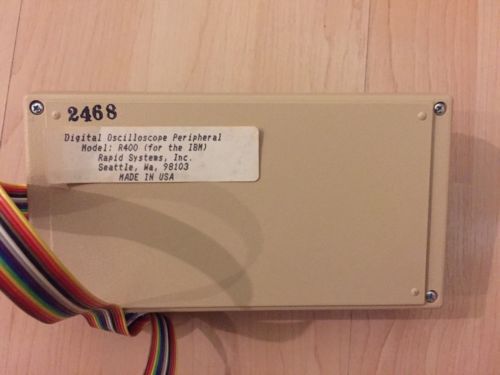 2468
Digital Oscilloscope Peripheral
Model: R400 (for the IBM)
Rapid Systems, Inc.
Seattle, Wa, 98103
MADE IN USA